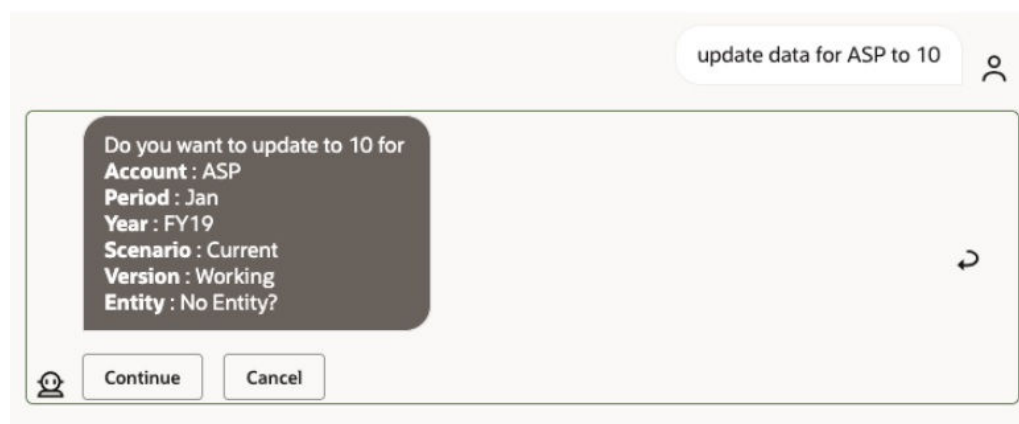 update data for ASP to 10
Do you want to update to 10 for
Account : ASP
Period : Jan
Year : FY19
Scenario : Current
Version : Working
Entity : No Entity?
Continue
Cancel